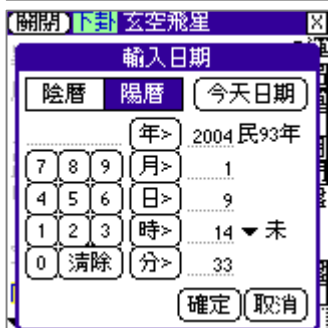 關閉 下卦 玄空飛星 X
輸入日期
陰曆 陽曆 今天日期
年> 2004 民93年
7 8 9 月> 1
4 5 6 日> 9
1 2 3 時> 14 ▼ 未
0 清除 分> 33
確定 取消